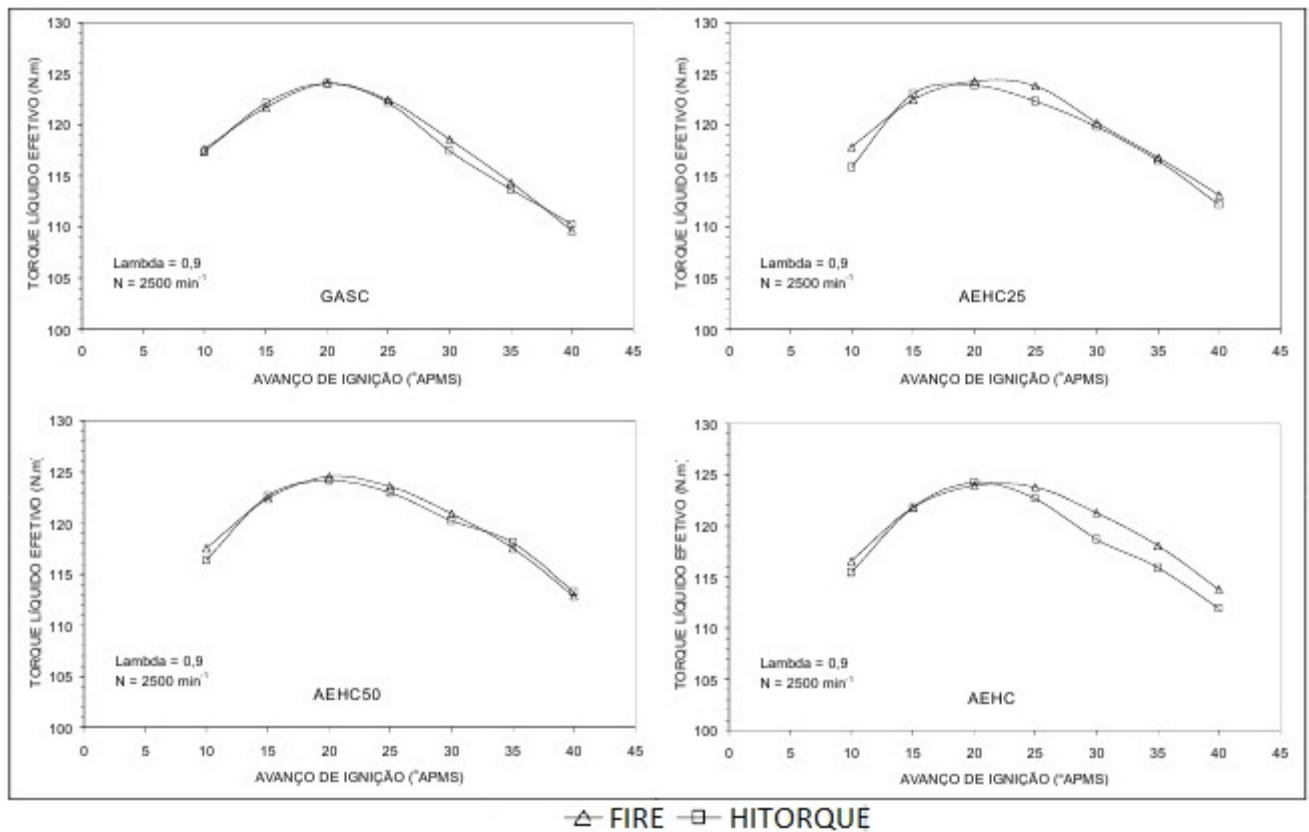 TORQUE LÍQUIDO EFETIVO (N.m)
130
125
120
115
110
105
100
Lambda = 0,9
N = 2500 min⁻¹
GASC
0 5 10 15 20 25 30 35 40 45
AVANÇO DE IGNIÇÃO (°APMS)
TORQUE LÍQUIDO EFETIVO (N.m)
130
125
120
115
110
105
100
Lambda = 0,9
N = 2500 min⁻¹
AEHC25
0 5 10 15 20 25 30 35 40 45
AVANÇO DE IGNIÇÃO (°APMS)
TORQUE LÍQUIDO EFETIVO (N.m)
130
125
120
115
110
105
100
Lambda = 0,9
N = 2500 min⁻¹
AEHC50
0 5 10 15 20 25 30 35 40 45
AVANÇO DE IGNIÇÃO (°APMS)
TORQUE LÍQUIDO EFETIVO (N.m)
130
125
120
115
110
105
100
Lambda = 0,9
N = 2500 min⁻¹
AEHC
0 5 10 15 20 25 30 35 40 45
AVANÇO DE IGNIÇÃO (°APMS)
FIRE HITORQUE